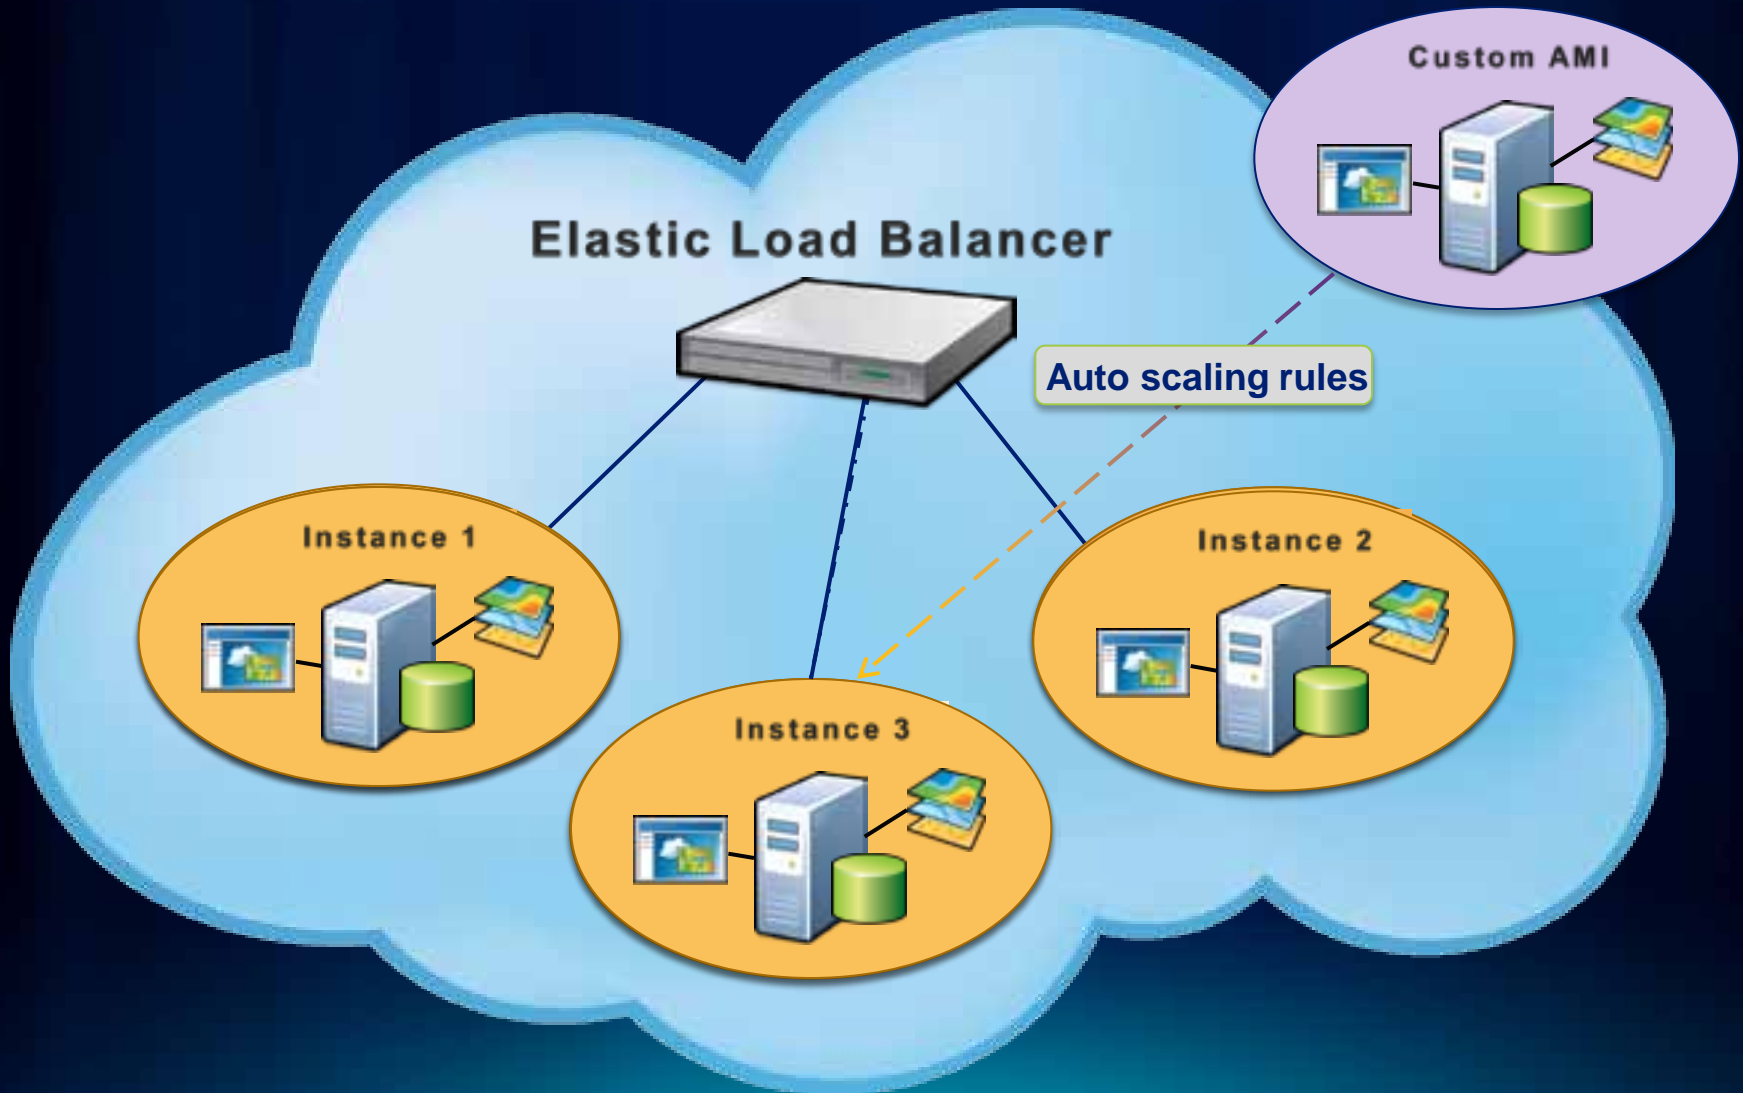 Custom AMI
Elastic Load Balancer
Auto scaling rules
Instance 1
Instance 2
Instance 3